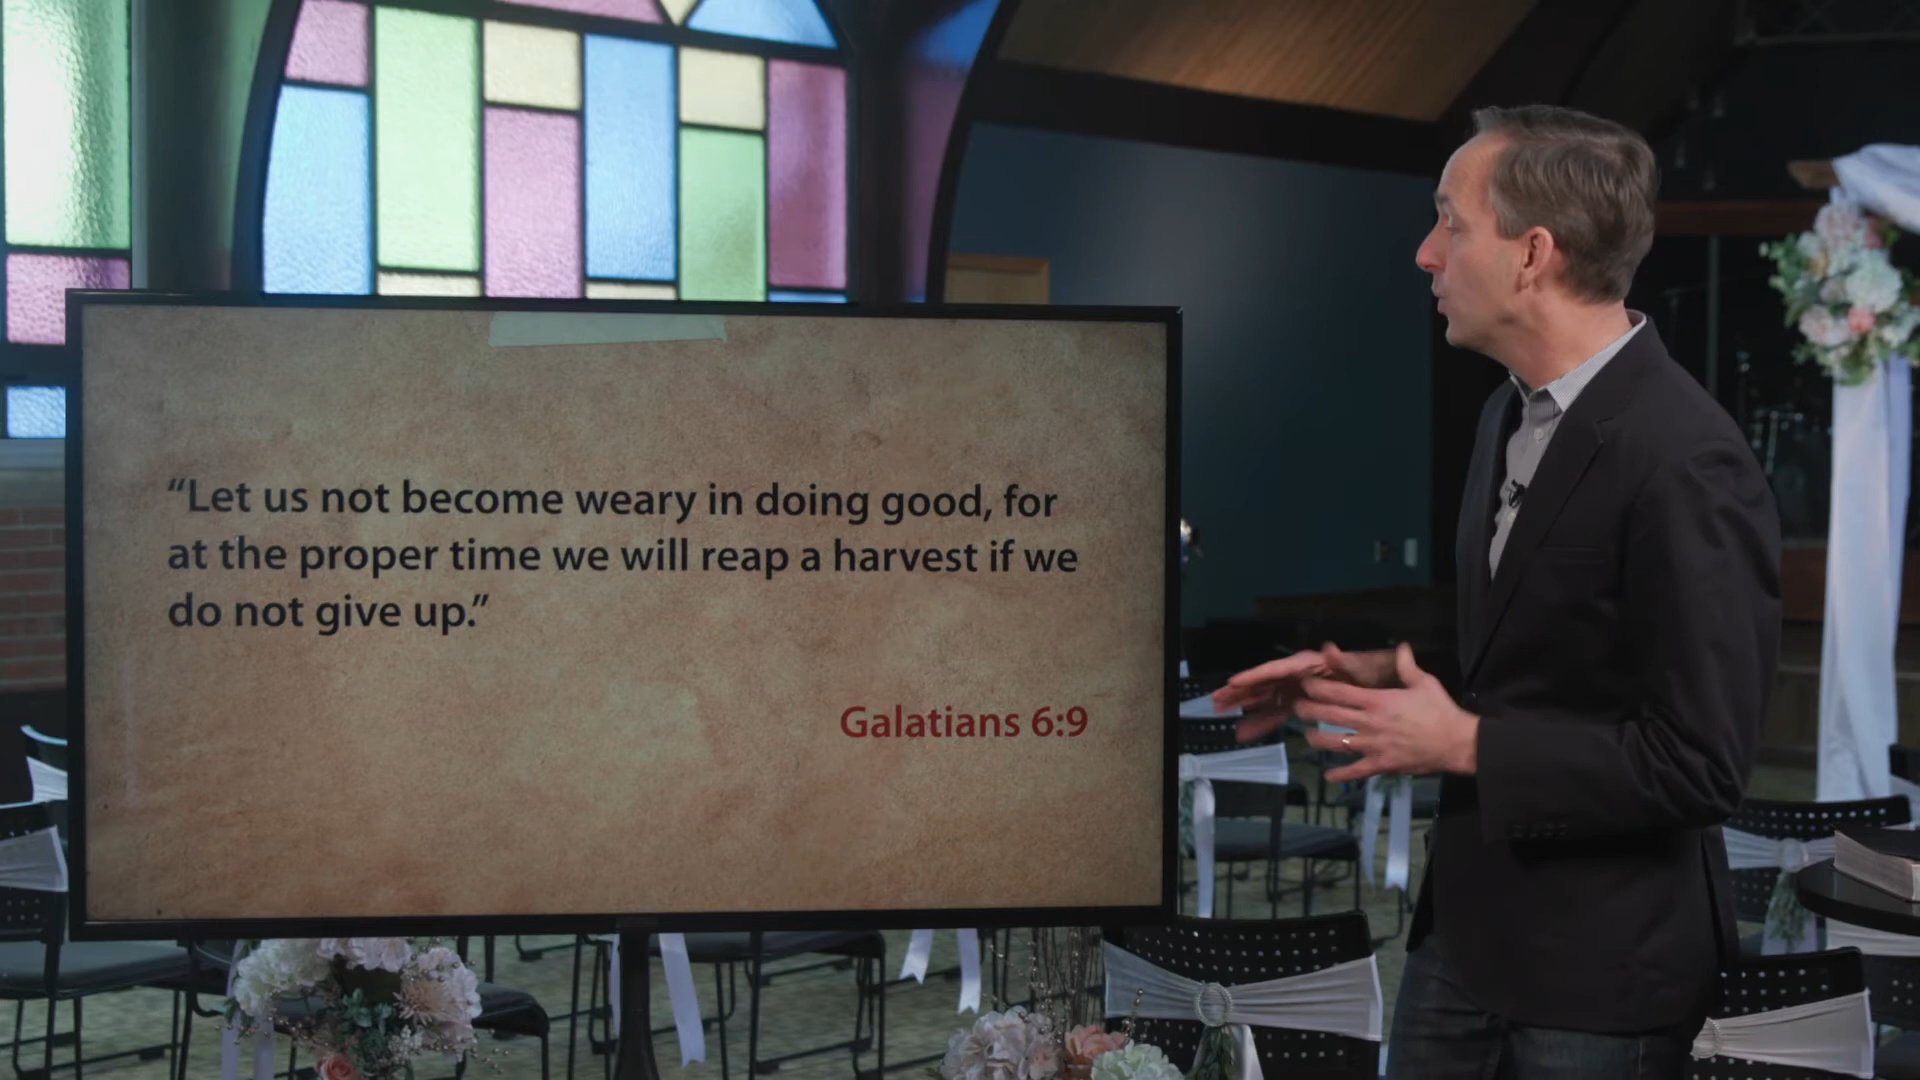 “Let us not become weary in doing good, for
at the proper time we will reap a harvest if we
do not give up.”
Galatians 6:9